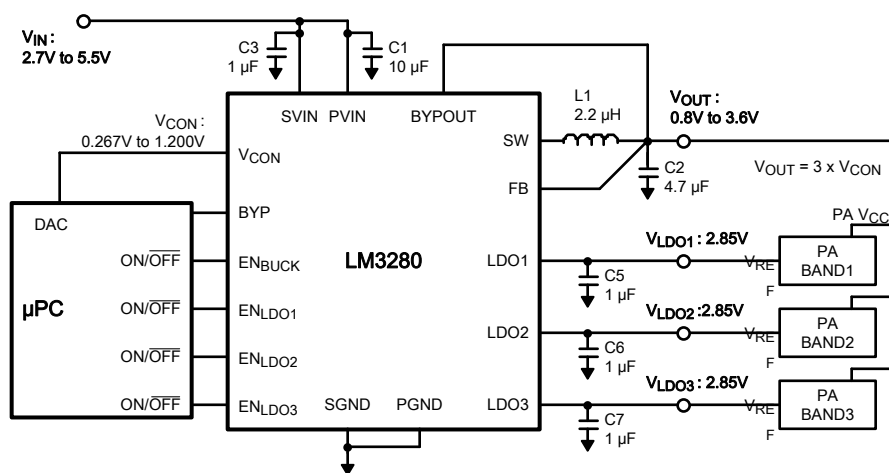 VIN :
2.7V to 5.5V
C3
1 µF
C1
10 µF
SVIN PVIN
BYPOUT
VCON :
0.267V to 1.200V
VCON
L1
2.2 µH
SW
VOUT :
0.8V to 3.6V
FB
C2
4.7 µF
VOUT = 3 x VCON
DAC
BYP
PA VCC
µPC
ON/OFF
ENBUCK
LM3280
LDO1
VLDO1 : 2.85V
C5
1 µF
VRE
F
PA
BAND1
ON/OFF
ENLDO1
LDO2
VLDO2 :2.85V
C6
1 µF
VRE
F
PA
BAND2
ON/OFF
ENLDO2
ON/OFF
ENLDO3
SGND
PGND
LDO3
VLDO3 : 2.85V
C7
1 µF
VRE
F
PA
BAND3